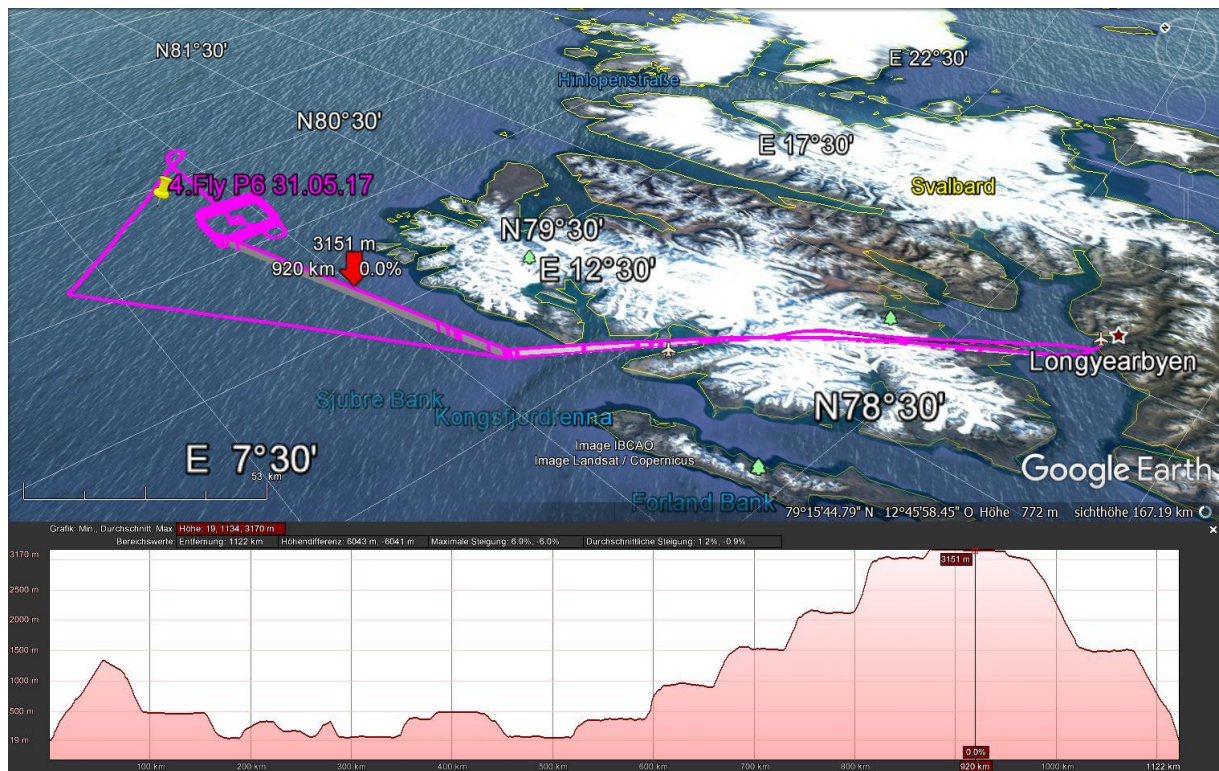 N81°30'
N80°30'
Hinlopenstraße
E 22°30'
E 17°30'
Svalbard
4.Fly P6 31.05.17
N79°30'
3151 m
920 km 0.0%
E 12°30'
Longyearbyen
Sjubre Bank
Kongsfjordrenna
N78°30'
E 7°30'
53 km
Image IBCAO
Image Landsat / Copernicus
Google Earth
Forland Bank
79°15'44.79" N 12°45'58.45" O Höhe 772 m sichthöhe 167.19 km
Grafik: Min., Durchschnitt, Max. Höhe: 19, 1134, 3170 m
Bereichswerte: Entfernung: 1122 km Höhendifferenz: 6043 m, -6041 m Maximale Steigung: 6.9%, -6.0% Durchschnittliche Steigung: 1.2%, -0.9%
3170 m
3151 m
2500 m
2000 m
1500 m
1000 m
500 m
19 m
0.0%
100 km 200 km 300 km 400 km 500 km 600 km 700 km 800 km 920 km 1000 km 1122 km